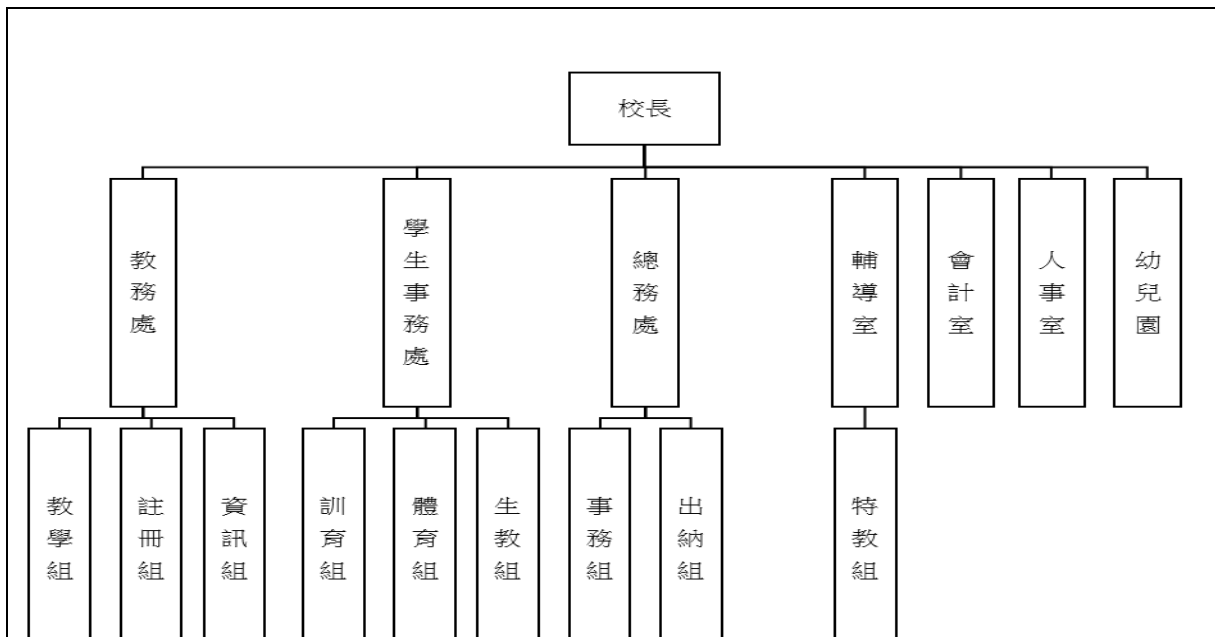 校長
教務處
學生事務處
總務處
輔導室
會計室
人事室
幼兒園
教學組
註冊組
資訊組
訓育組
體育組
生教組
事務組
出納組
特教組